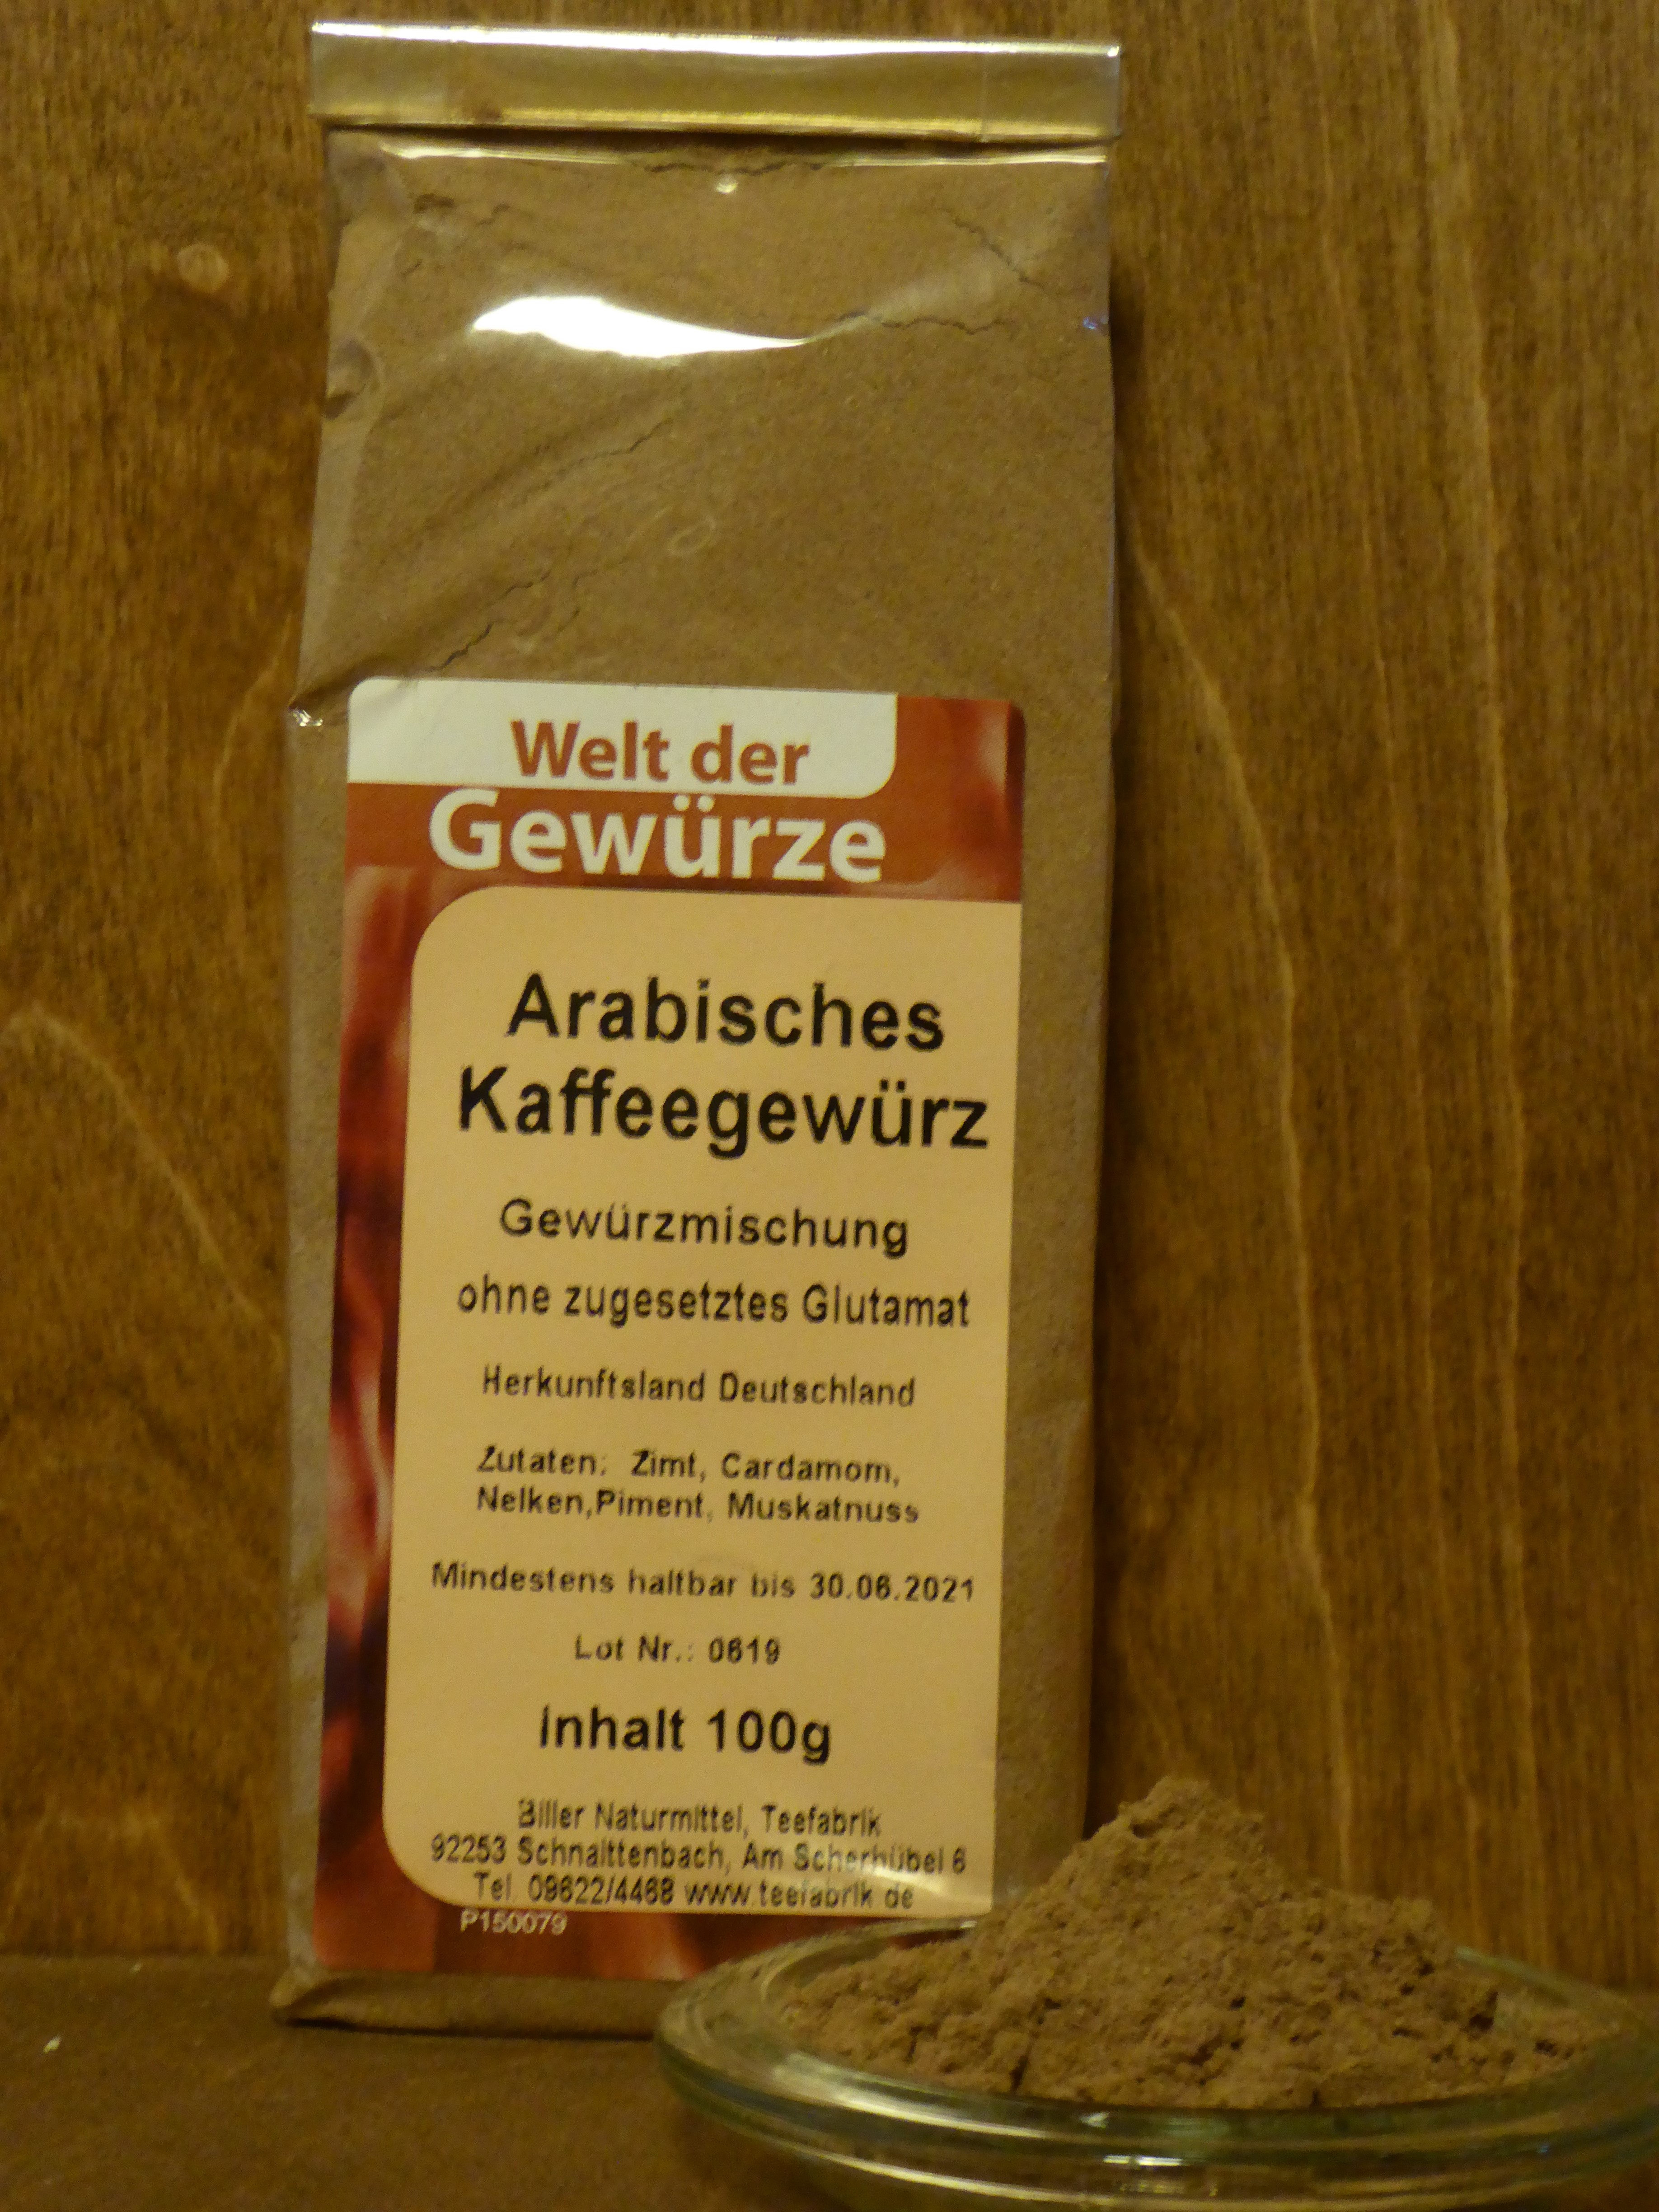 Welt der
Gewürze
Arabisches
Kaffeegewürz
Gewürzmischung
ohne zugesetztes Glutamat
Herkunftsland Deutschland
Zutaten: Zimt, Cardamom,
Nelken,Piment, Muskatnuss
Mindestens haltbar bis 30.06.2021
Lot Nr.: 0619
Inhalt 100g
Biller Naturmittel, Teefabrik
92253 Schnaittenbach, Am Scherhübel 6
Tel. 09622/4468 www.teefabrik.de
P150079